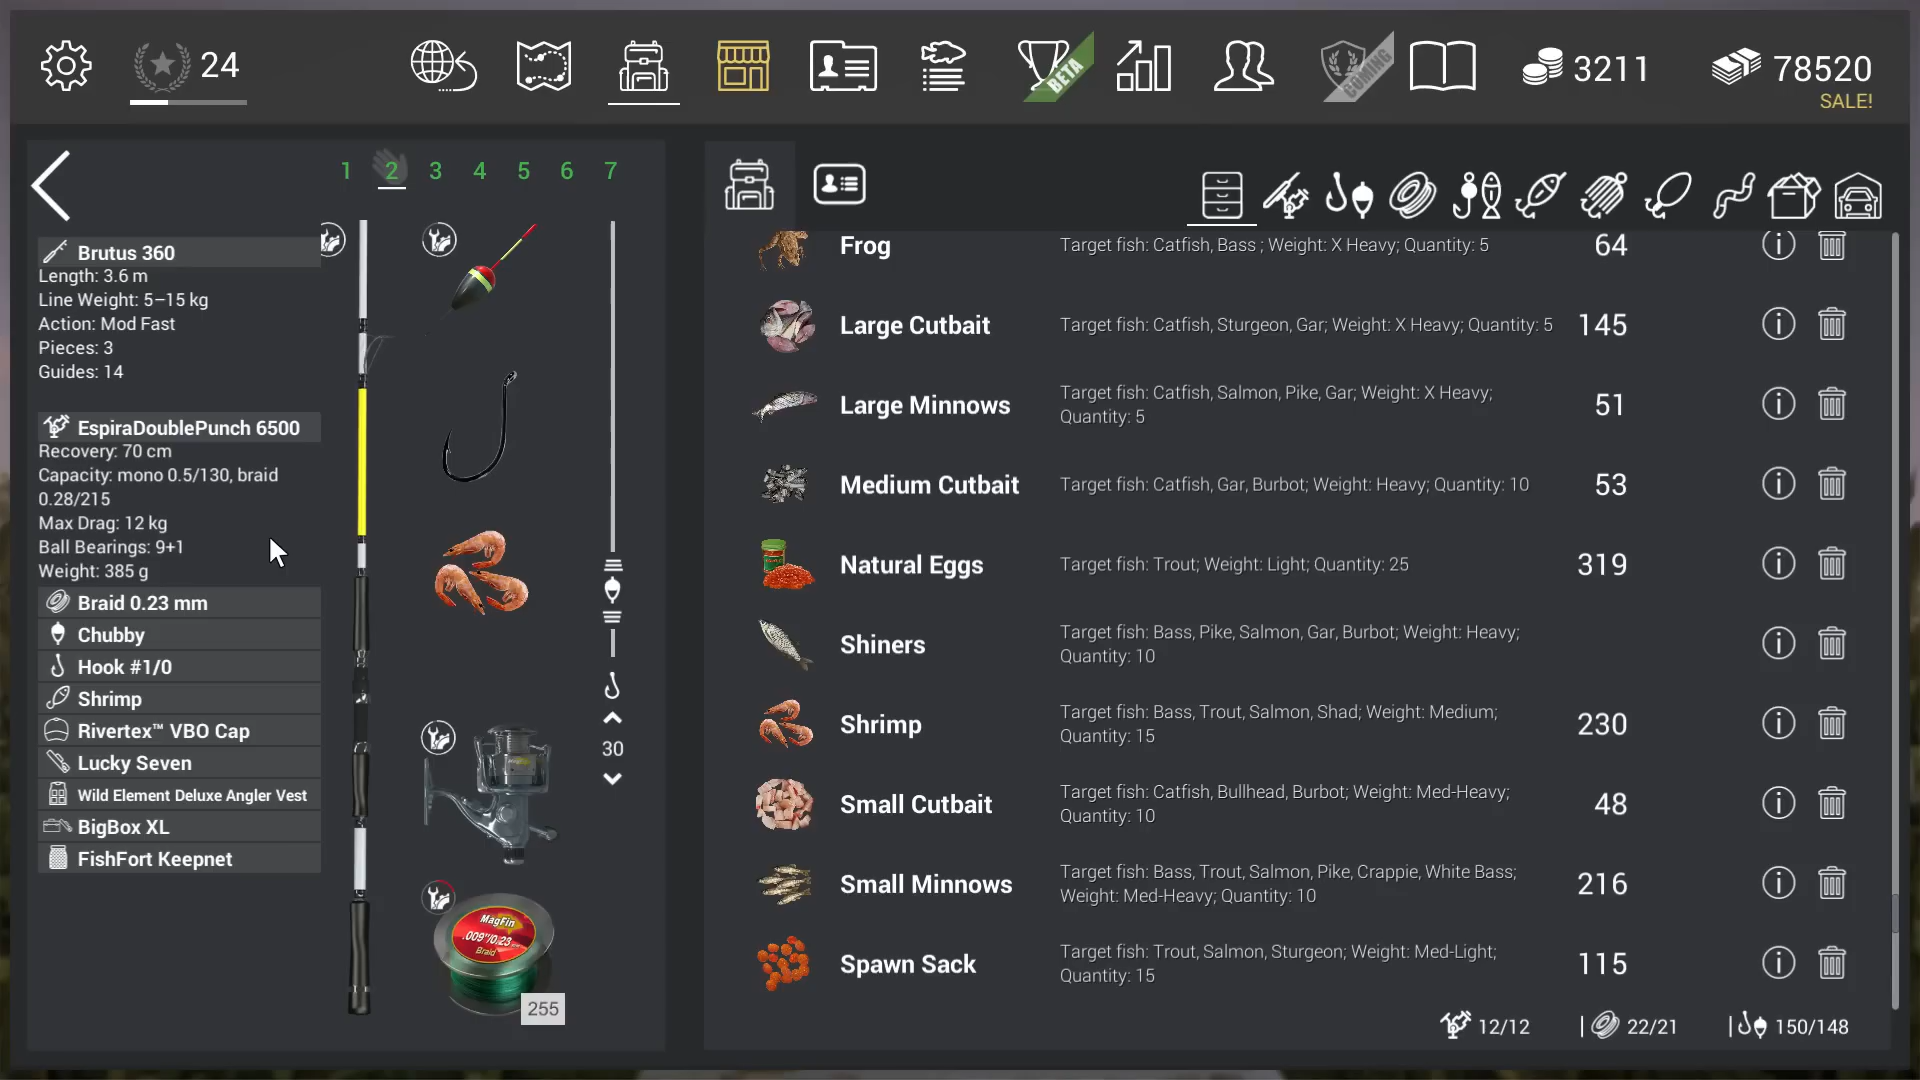 24
BETA
COMING
3211
78520
SALE!
1 2 3 4 5 6 7
Brutus 360
Length: 3.6 m
Line Weight: 5–15 kg
Action: Mod Fast
Pieces: 3
Guides: 14
EspiraDoublePunch 6500
Recovery: 70 cm
Capacity: mono 0.5/130, braid
0.28/215
Max Drag: 12 kg
Ball Bearings: 9+1
Weight: 385 g
Braid 0.23 mm
Chubby
Hook #1/0
Shrimp
Rivertex™ VBO Cap
Lucky Seven
Wild Element Deluxe Angler Vest
BigBox XL
FishFort Keepnet
30
MagFin
.009"/0.23
Braid
255
Frog
Target fish: Catfish, Bass ; Weight: X Heavy; Quantity: 5
64
Large Cutbait
Target fish: Catfish, Sturgeon, Gar; Weight: X Heavy; Quantity: 5
145
Large Minnows
Target fish: Catfish, Salmon, Pike, Gar; Weight: X Heavy;
Quantity: 5
51
Medium Cutbait
Target fish: Catfish, Gar, Burbot; Weight: Heavy; Quantity: 10
53
Natural Eggs
Target fish: Trout; Weight: Light; Quantity: 25
319
Shiners
Target fish: Bass, Pike, Salmon, Gar, Burbot; Weight: Heavy;
Quantity: 10
Shrimp
Target fish: Bass, Trout, Salmon, Shad; Weight: Medium;
Quantity: 15
230
Small Cutbait
Target fish: Catfish, Bullhead, Burbot; Weight: Med-Heavy;
Quantity: 10
48
Small Minnows
Target fish: Bass, Trout, Salmon, Pike, Crappie, White Bass;
Weight: Med-Heavy; Quantity: 10
216
Spawn Sack
Target fish: Trout, Salmon, Sturgeon; Weight: Med-Light;
Quantity: 15
115
12/12
22/21
150/148